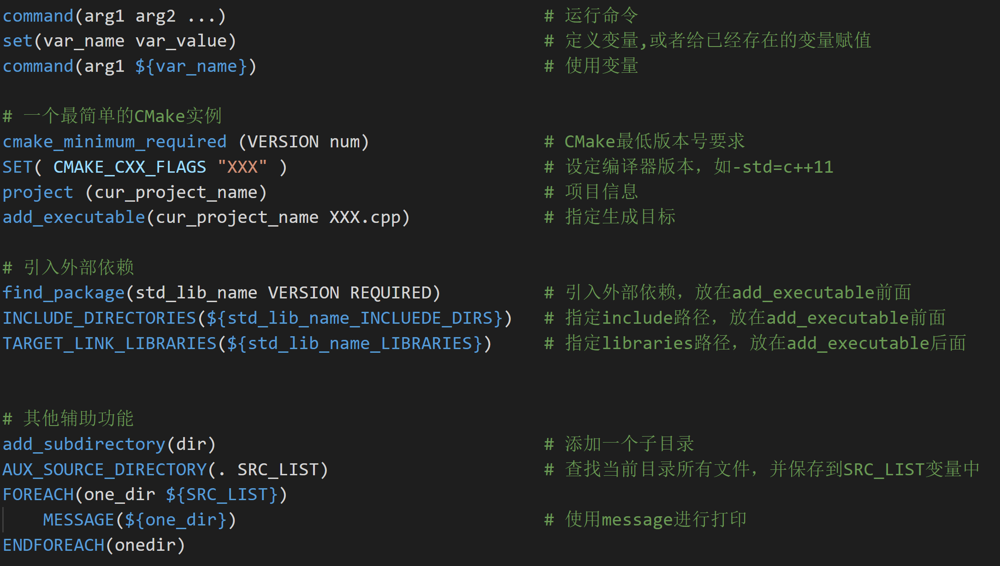 command(arg1 arg2 ...) # 运行命令
set(var_name var_value) # 定义变量,或者给已经存在的变量赋值
command(arg1 ${var_name}) # 使用变量
# 一个最简单的CMake实例
cmake_minimum_required (VERSION num) # CMake最低版本号要求
SET( CMAKE_CXX_FLAGS "XXX" ) # 设定编译器版本，如-std=c++11
project (cur_project_name) # 项目信息
add_executable(cur_project_name XXX.cpp) # 指定生成目标
# 引入外部依赖
find_package(std_lib_name VERSION REQUIRED) # 引入外部依赖，放在add_executable前面
INCLUDE_DIRECTORIES(${std_lib_name_INCLUEDE_DIRS}) # 指定include路径，放在add_executable前面
TARGET_LINK_LIBRARIES(${std_lib_name_LIBRARIES}) # 指定libraries路径，放在add_executable后面
# 其他辅助功能
add_subdirectory(dir) # 添加一个子目录
AUX_SOURCE_DIRECTORY(. SRC_LIST) # 查找当前目录所有文件，并保存到SRC_LIST变量中
FOREACH(one_dir ${SRC_LIST})
MESSAGE(${one_dir}) # 使用message进行打印
ENDFOREACH(onedir)